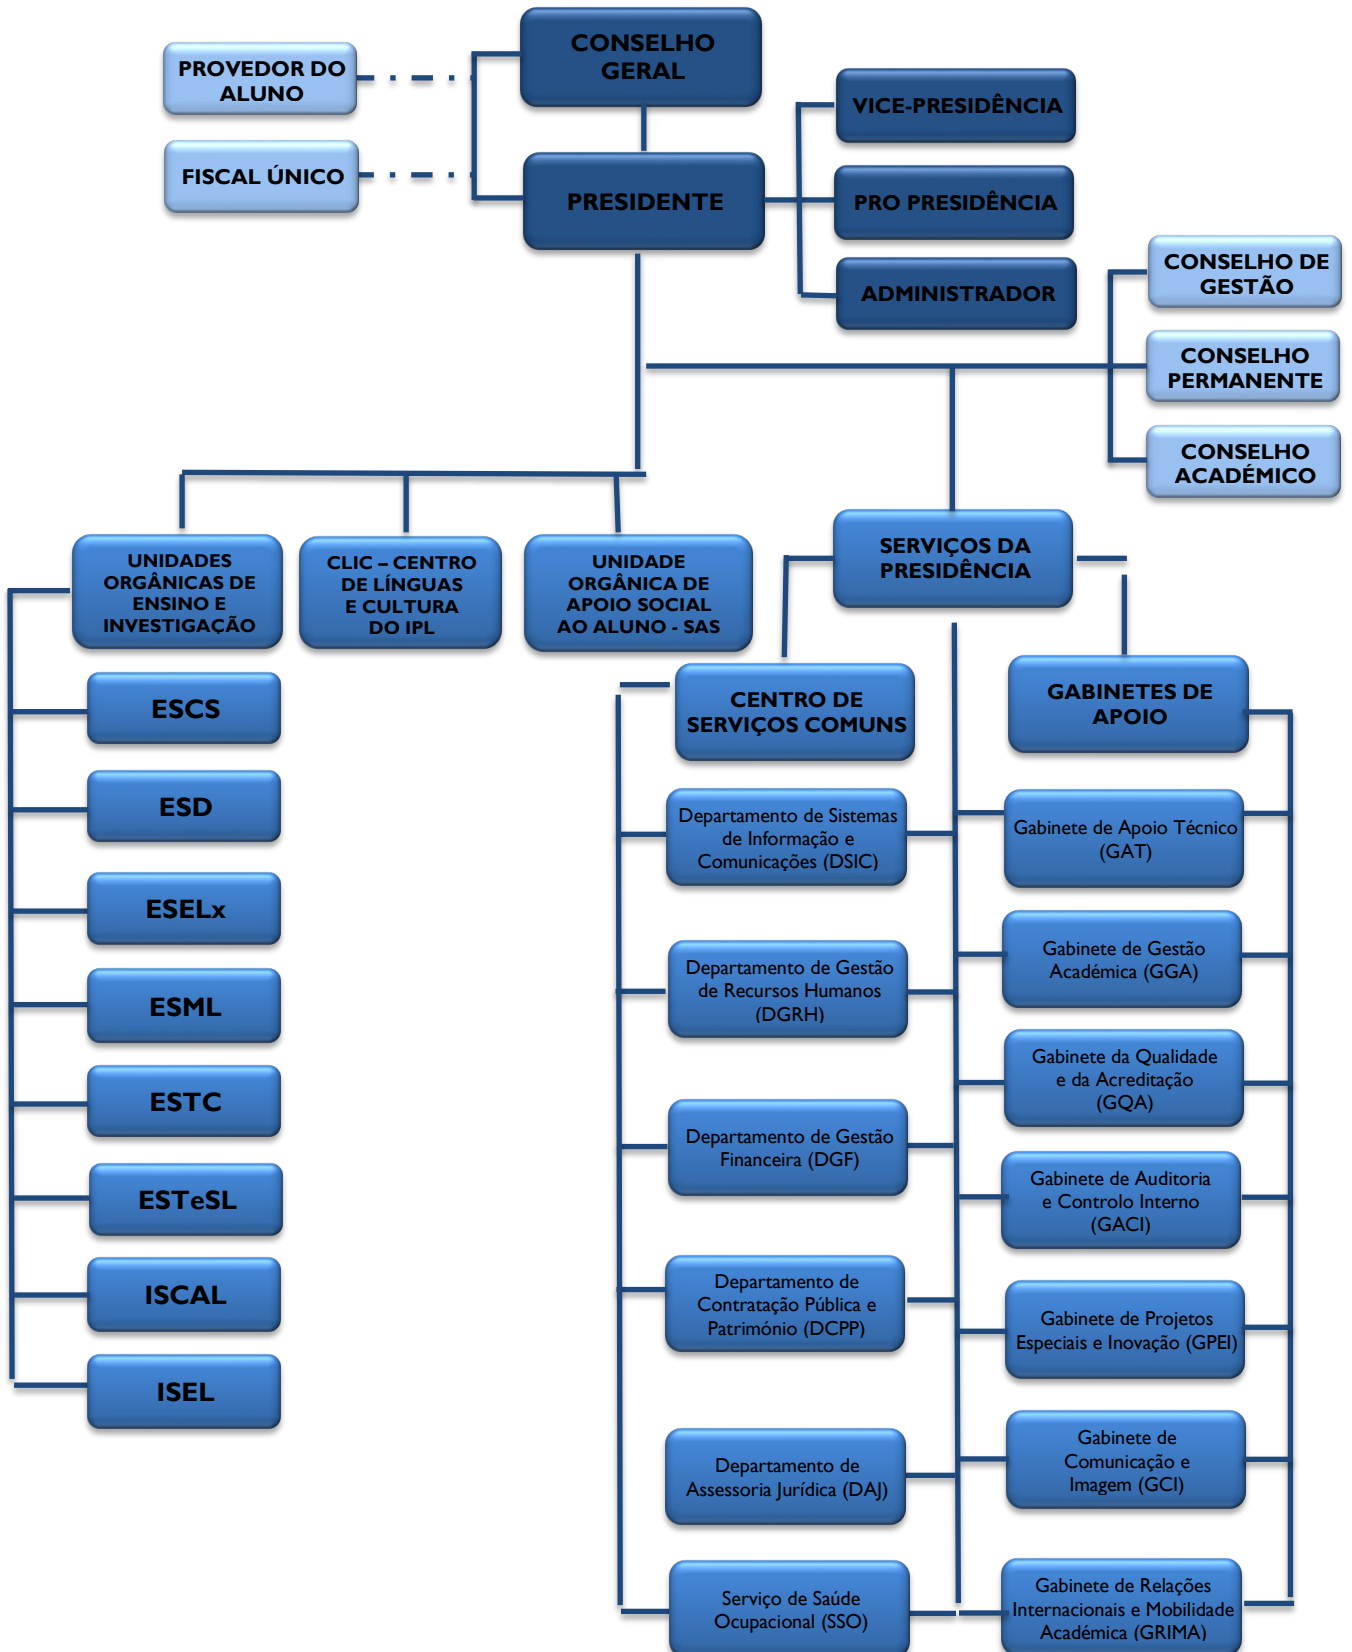 CONSELHO
GERAL
PROVEDOR DO
ALUNO
VICE-PRESIDÊNCIA
FISCAL ÚNICO
PRESIDENTE
PRO PRESIDÊNCIA
ADMINISTRADOR
CONSELHO DE
GESTÃO
CONSELHO
PERMANENTE
CONSELHO
ACADÉMICO
UNIDADES
ORGÂNICAS DE
ENSINO E
INVESTIGAÇÃO
CLIC – CENTRO
DE LÍNGUAS
E CULTURA
DO IPL
UNIDADE
ORGÂNICA DE
APOIO SOCIAL
AO ALUNO - SAS
SERVIÇOS DA
PRESIDÊNCIA
ESCS
ESD
ESELx
ESML
ESTC
ESTeSL
ISCAL
ISEL
CENTRO DE
SERVIÇOS COMUNS
Departamento de Sistemas
de Informação e
Comunicações (DSIC)
Departamento de Gestão
de Recursos Humanos
(DGRH)
Departamento de Gestão
Financeira (DGF)
Departamento de
Contratação Pública e
Património (DCPP)
Departamento de
Assessoria Jurídica (DAJ)
Serviço de Saúde
Ocupacional (SSO)
GABINETES DE
APOIO
Gabinete de Apoio Técnico
(GAT)
Gabinete de Gestão
Académica (GGA)
Gabinete da Qualidade
e da Acreditação
(GQA)
Gabinete de Auditoria
e Controlo Interno
(GACI)
Gabinete de Projetos
Especiais e Inovação (GPEI)
Gabinete de
Comunicação e
Imagem (GCI)
Gabinete de Relações
Internacionais e Mobilidade
Académica (GRIMA)